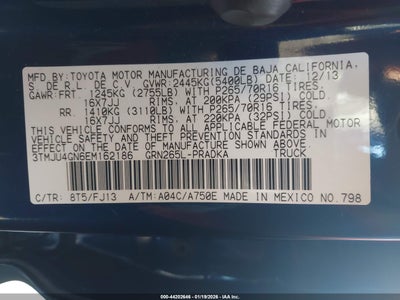 MFD.BY:TOYOTA MOTOR MANUFACTURING DE BAJA CALIFORNIA,
S. DE R.L. DE C.V. GVWR:2445KG(5400LB) DATE: 12/13
GAWR:FRT. 1245KG (2755LB) WITH P265/70R16 TIRES,
16X7JJ RIMS, AT 200KPA (29PSI) COLD
RR. 1410KG (3110LB) WITH P265/70R16 TIRES,
16X7JJ RIMS, AT 220KPA (32PSI) COLD
THIS VEHICLE CONFORMS TO ALL APPLICABLE FEDERAL MOTOR
VEHICLE SAFETY AND THEFT PREVENTION STANDARDS IN
EFFECT ON THE DATE OF MANUFACTURE SHOWN ABOVE.
3TMJU4GN6EM162186 GRN265L-PRADKA TRUCK
C/TR: 8T5/FJ13 A/TM:A04C/A750E MADE IN MEXICO NO.798
ID: 44202646 - 01/19/2026 - © IAA, LLC